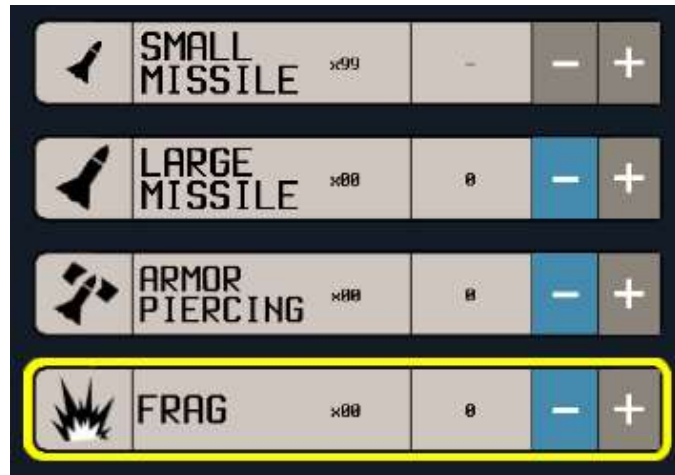 SMALL
MISSILE x99 - - +
LARGE
MISSILE x00 0 - +
ARMOR
PIERCING x00 0 - +
FRAG x00 0 - +